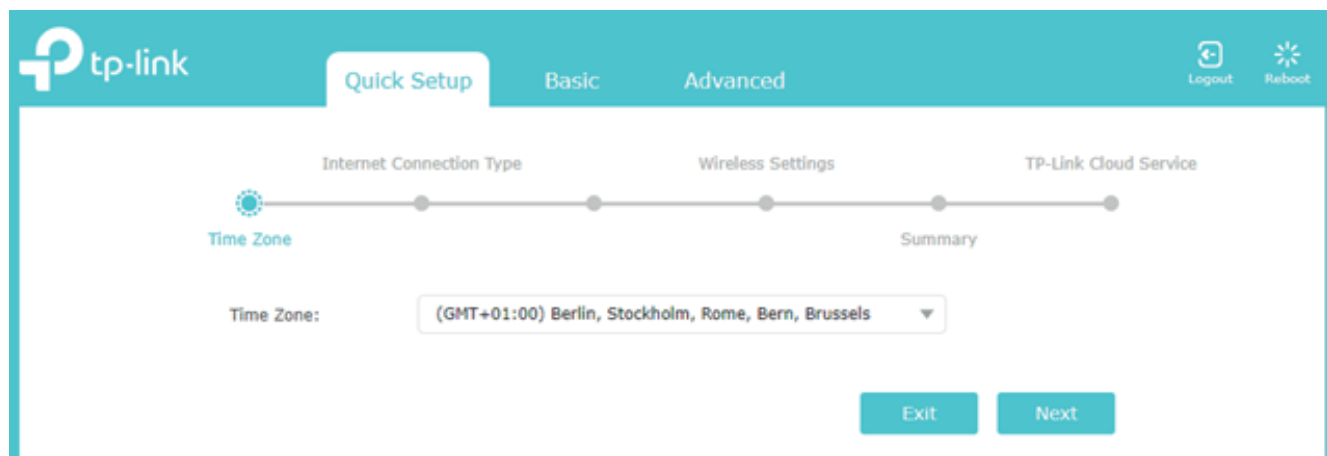 tp-link
Quick Setup Basic Advanced
Logout Reboot
Internet Connection Type Wireless Settings TP-Link Cloud Service
Time Zone Summary
Time Zone: (GMT+01:00) Berlin, Stockholm, Rome, Bern, Brussels
Exit Next